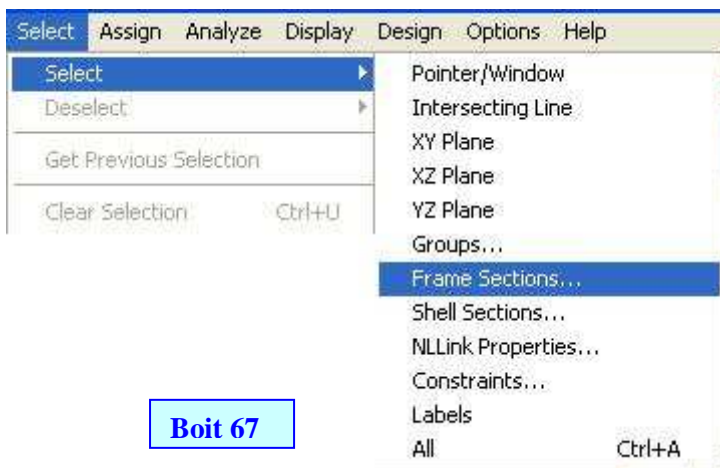 Select Assign Analyze Display Design Options Help
Select
Deselect
Get Previous Selection
Clear Selection Ctrl+U
Pointer/Window
Intersecting Line
XY Plane
XZ Plane
YZ Plane
Groups...
Frame Sections...
Shell Sections...
NLLink Properties...
Constraints...
Labels
All Ctrl+A
Boit 67